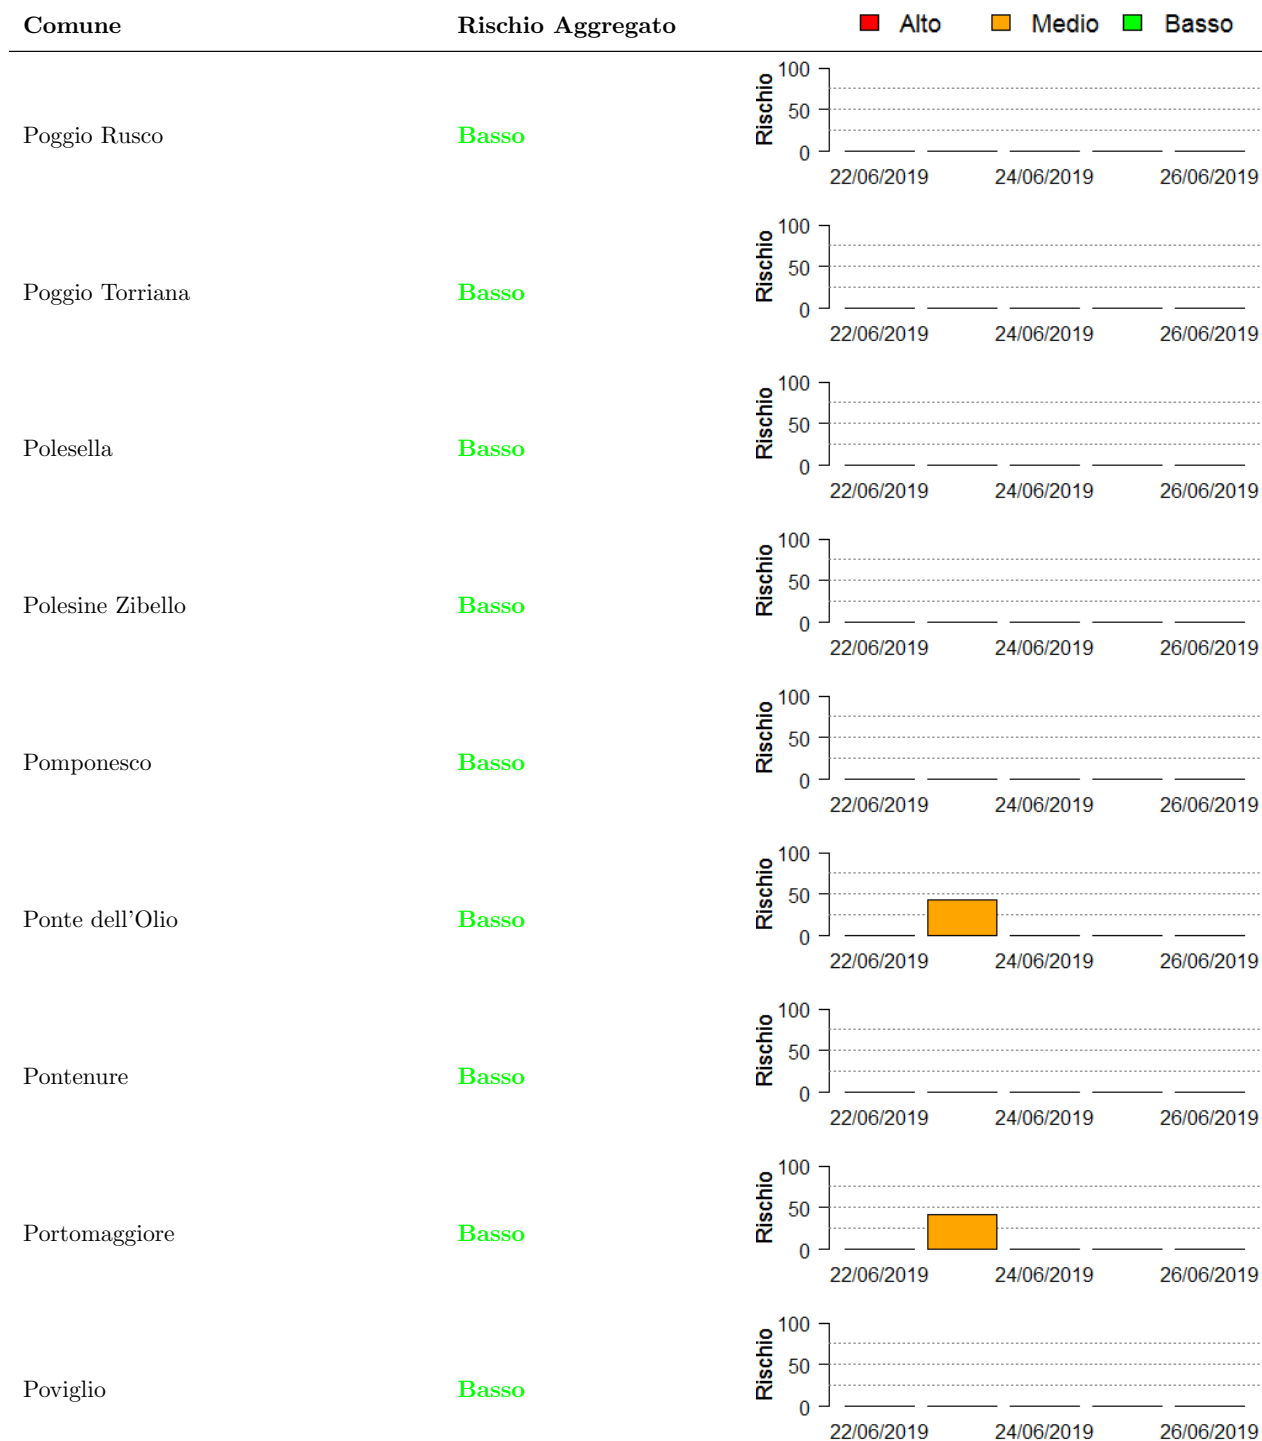 Comune Rischio Aggregato Alto Medio Basso
100
50
0
Rischio
Poggio Rusco Basso
22/06/2019 24/06/2019 26/06/2019
100
50
0
Rischio
Poggio Torriana Basso
22/06/2019 24/06/2019 26/06/2019
100
50
0
Rischio
Polesella Basso
22/06/2019 24/06/2019 26/06/2019
100
50
0
Rischio
Polesine Zibello Basso
22/06/2019 24/06/2019 26/06/2019
100
50
0
Rischio
Pomponesco Basso
22/06/2019 24/06/2019 26/06/2019
100
50
0
Rischio
Ponte dell'Olio Basso
22/06/2019 24/06/2019 26/06/2019
100
50
0
Rischio
Pontenure Basso
22/06/2019 24/06/2019 26/06/2019
100
50
0
Rischio
Portomaggiore Basso
22/06/2019 24/06/2019 26/06/2019
100
50
0
Rischio
Poviglio Basso
22/06/2019 24/06/2019 26/06/2019